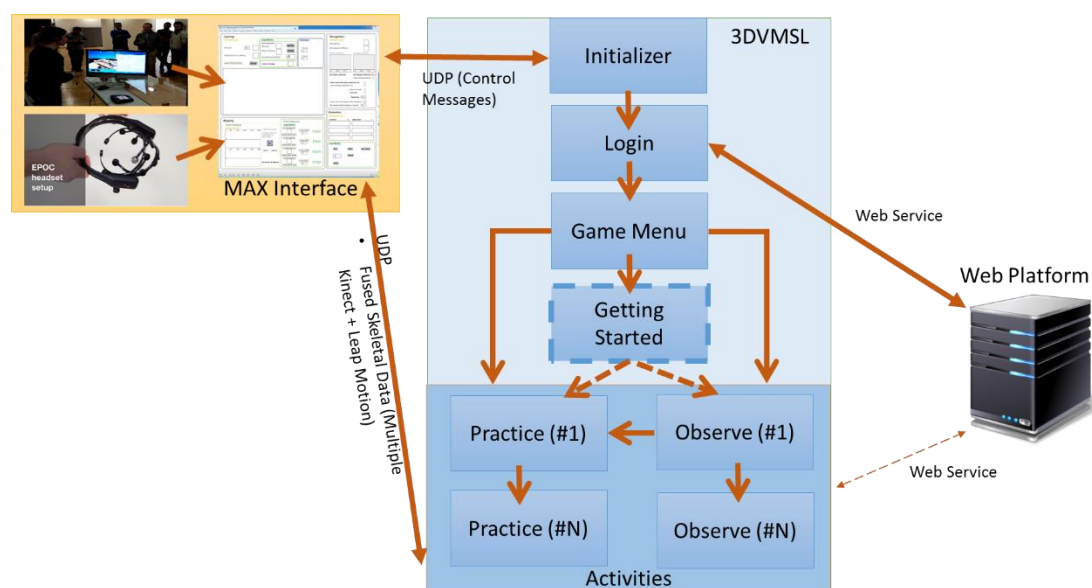 EPOC
headset
setup
MAX Interface
UDP (Control
Messages)
UDP
• Fused Skeletal Data (Multiple
Kinect + Leap Motion)
3DVMSL
Initializer
Login
Game Menu
Getting
Started
Practice (#1)
Observe (#1)
Practice (#N)
Observe (#N)
Activities
Web Service
Web Platform
Web Service